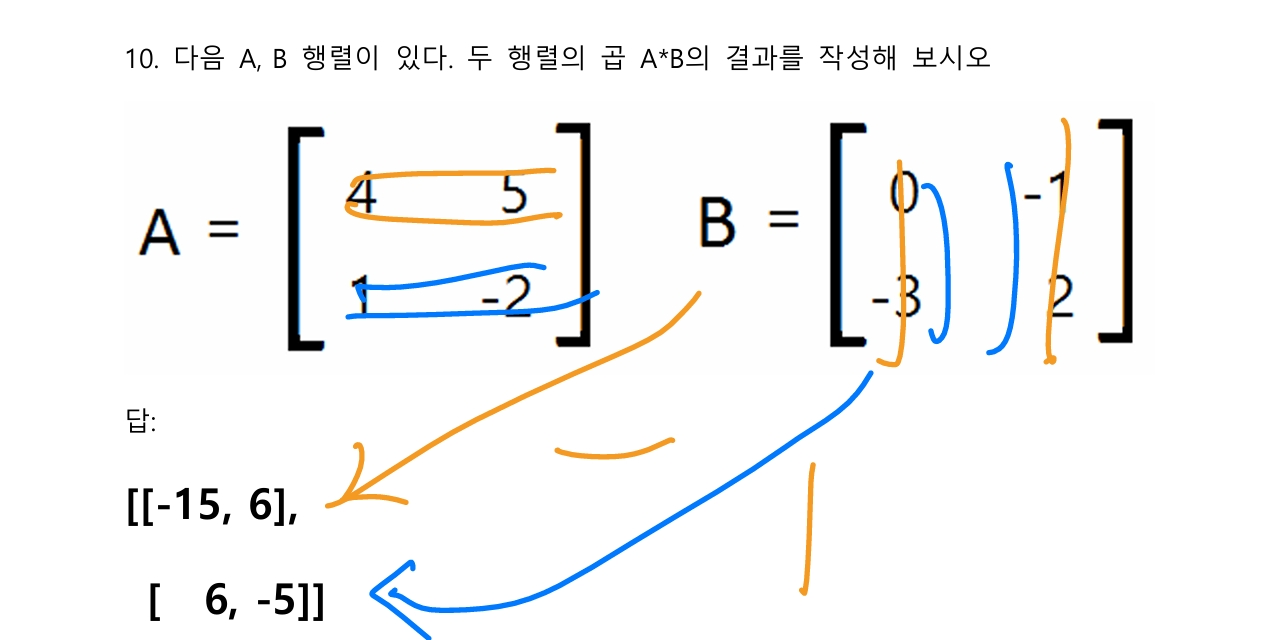 10. 다음 A, B 행렬이 있다. 두 행렬의 곱 A*B의 결과를 작성해 보시오
A = [ 4 5 B = [ 0 -1 ]
1 -2 ] -3 2
답:
[[-15, 6],
[ 6, -5]]